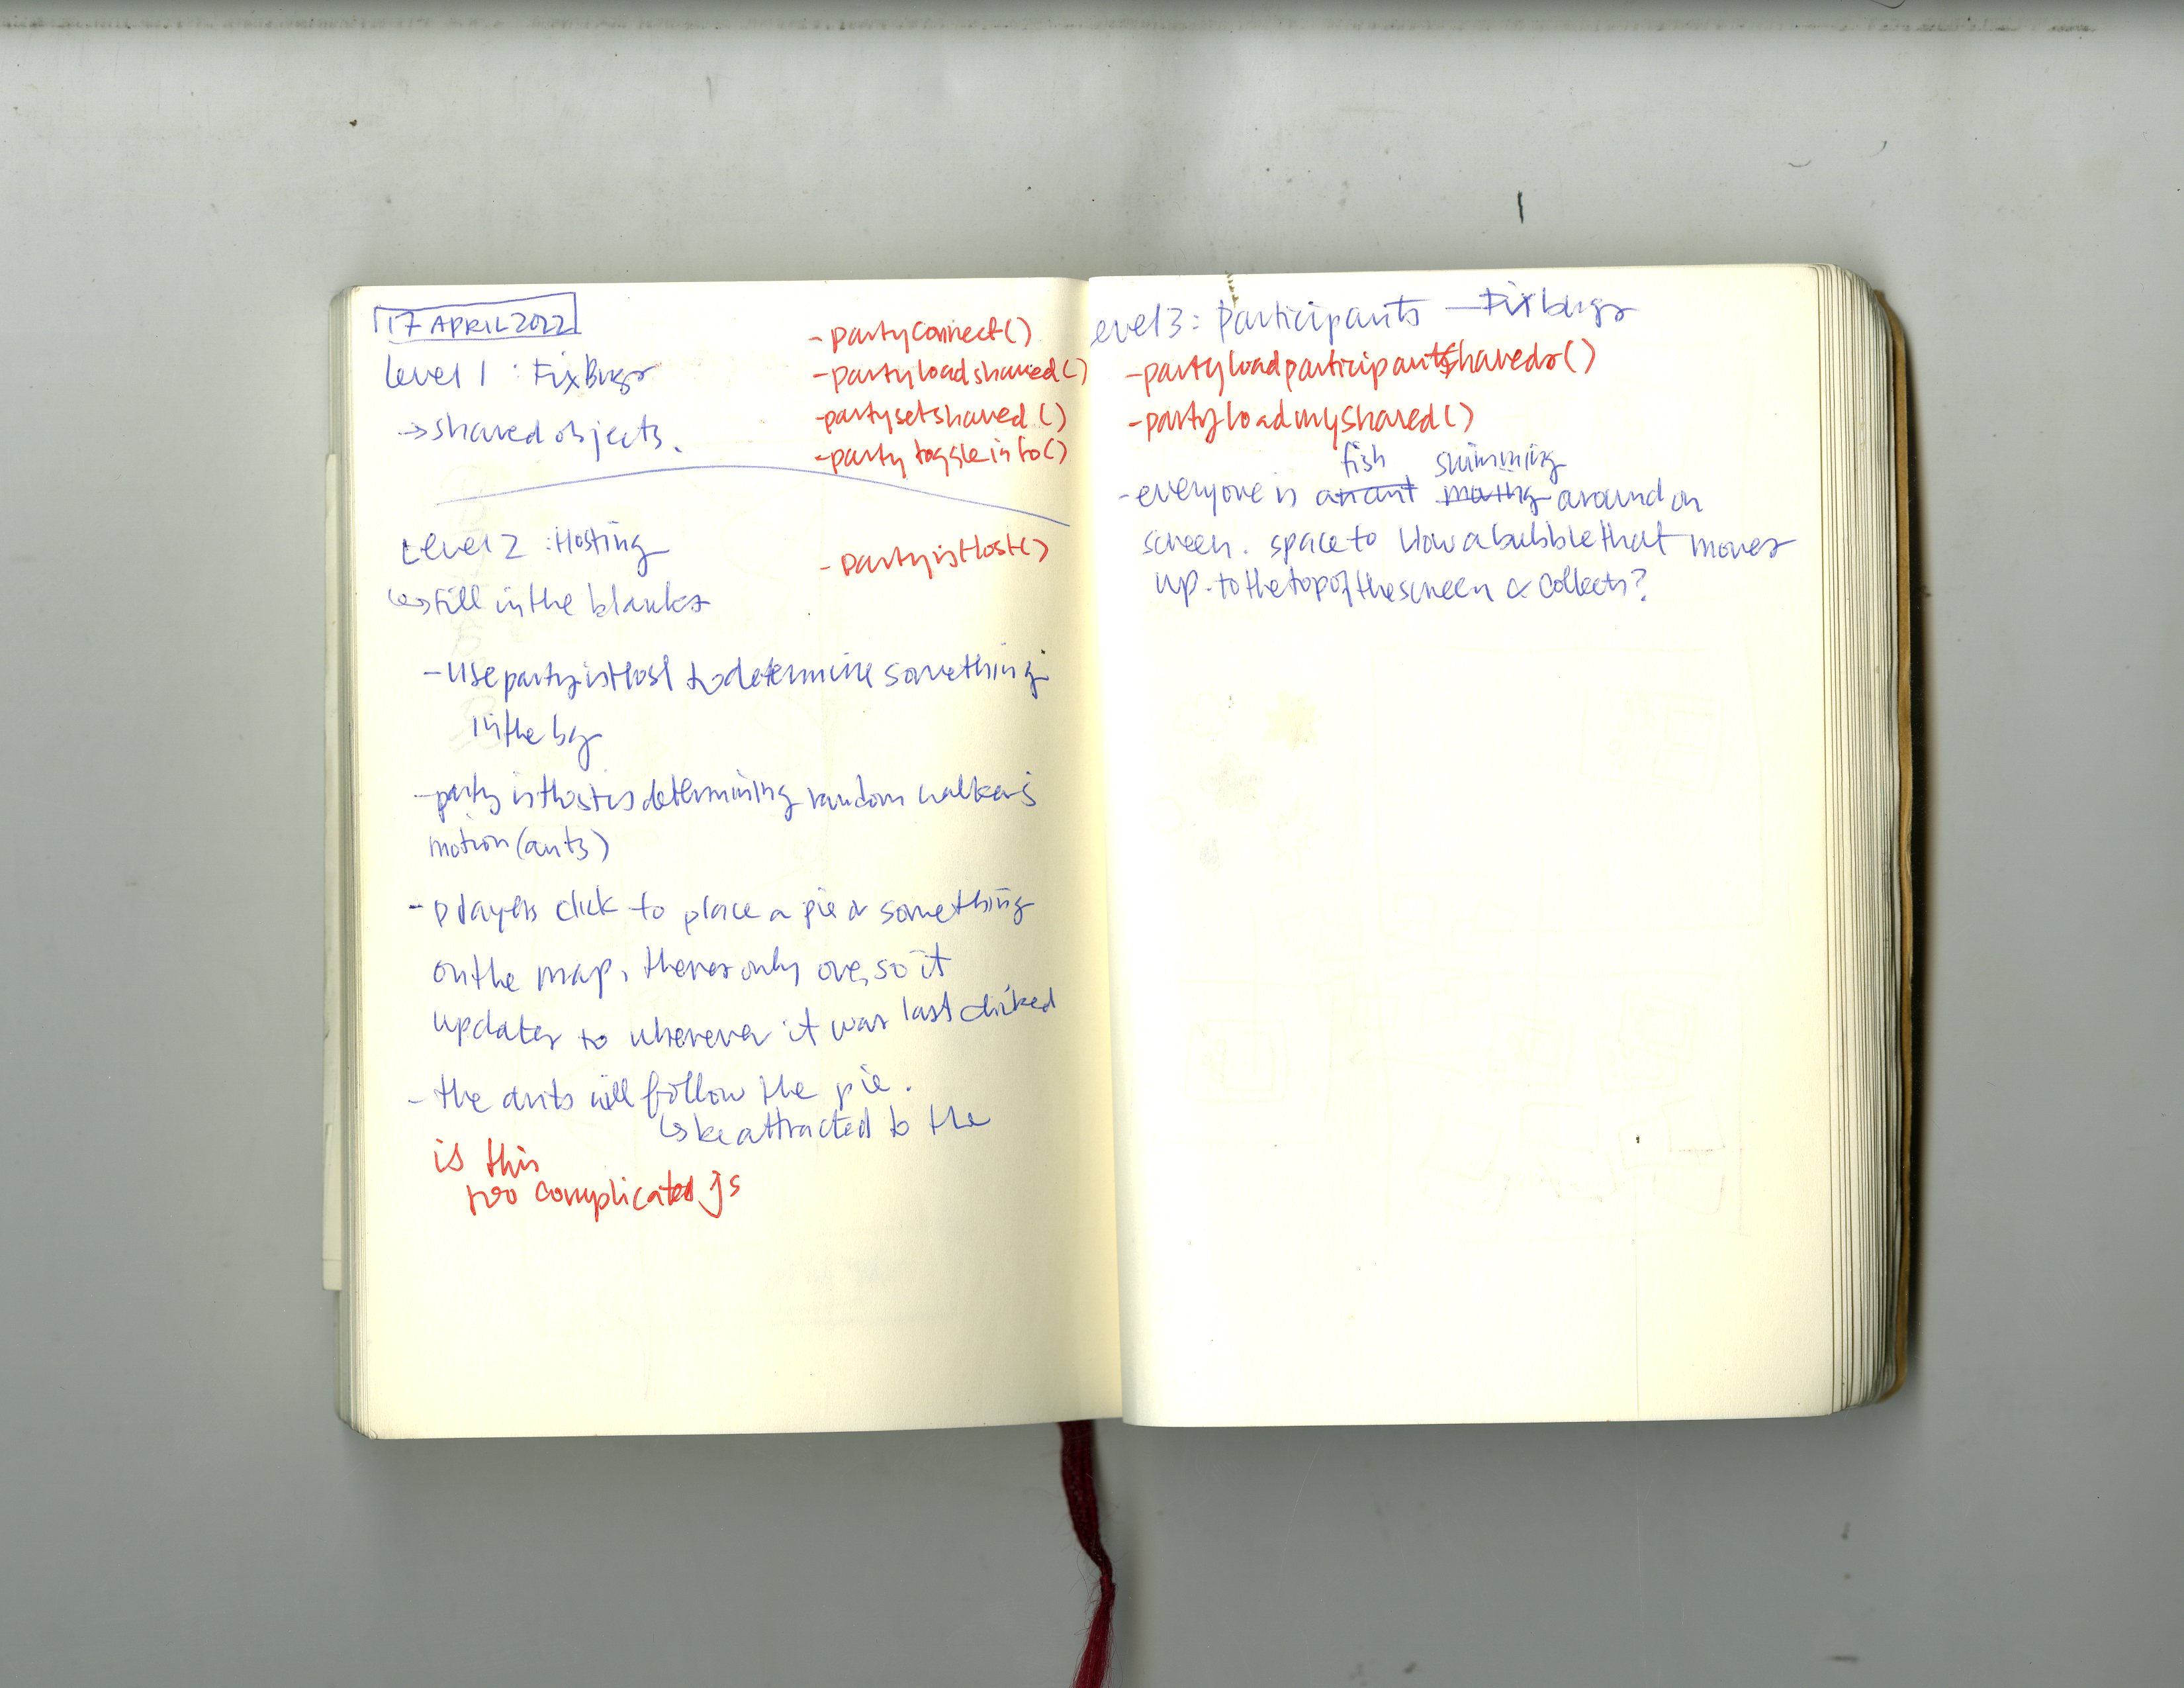 17 APRIL 2022
Level 1 : Fix Bugs
→ shared objects.
- partyConnect()
- partyloadshared()
- partysetshared()
- partytoggleinfo()
Level 2 : Hosting
↳ Fill in the blanks
- partyisHost()
- Use partyisHost to determine something
in the bg
- partyisHost is determining random walker's
motion (ants)
- players click to place a pie or something
on the map, theres only one, so it
updates to wherever it was last clicked
- the ants will follow the pie.
↳ be attracted to the
is this
too complicated js
evel 3: Participants — Fix bugs
- partyloadparticipantshareds()
- partyloadmyshared()
fish swimming
- everyone is an ant moving around on
screen. space to blow a bubble that moves
up to the top of the screen & collects?